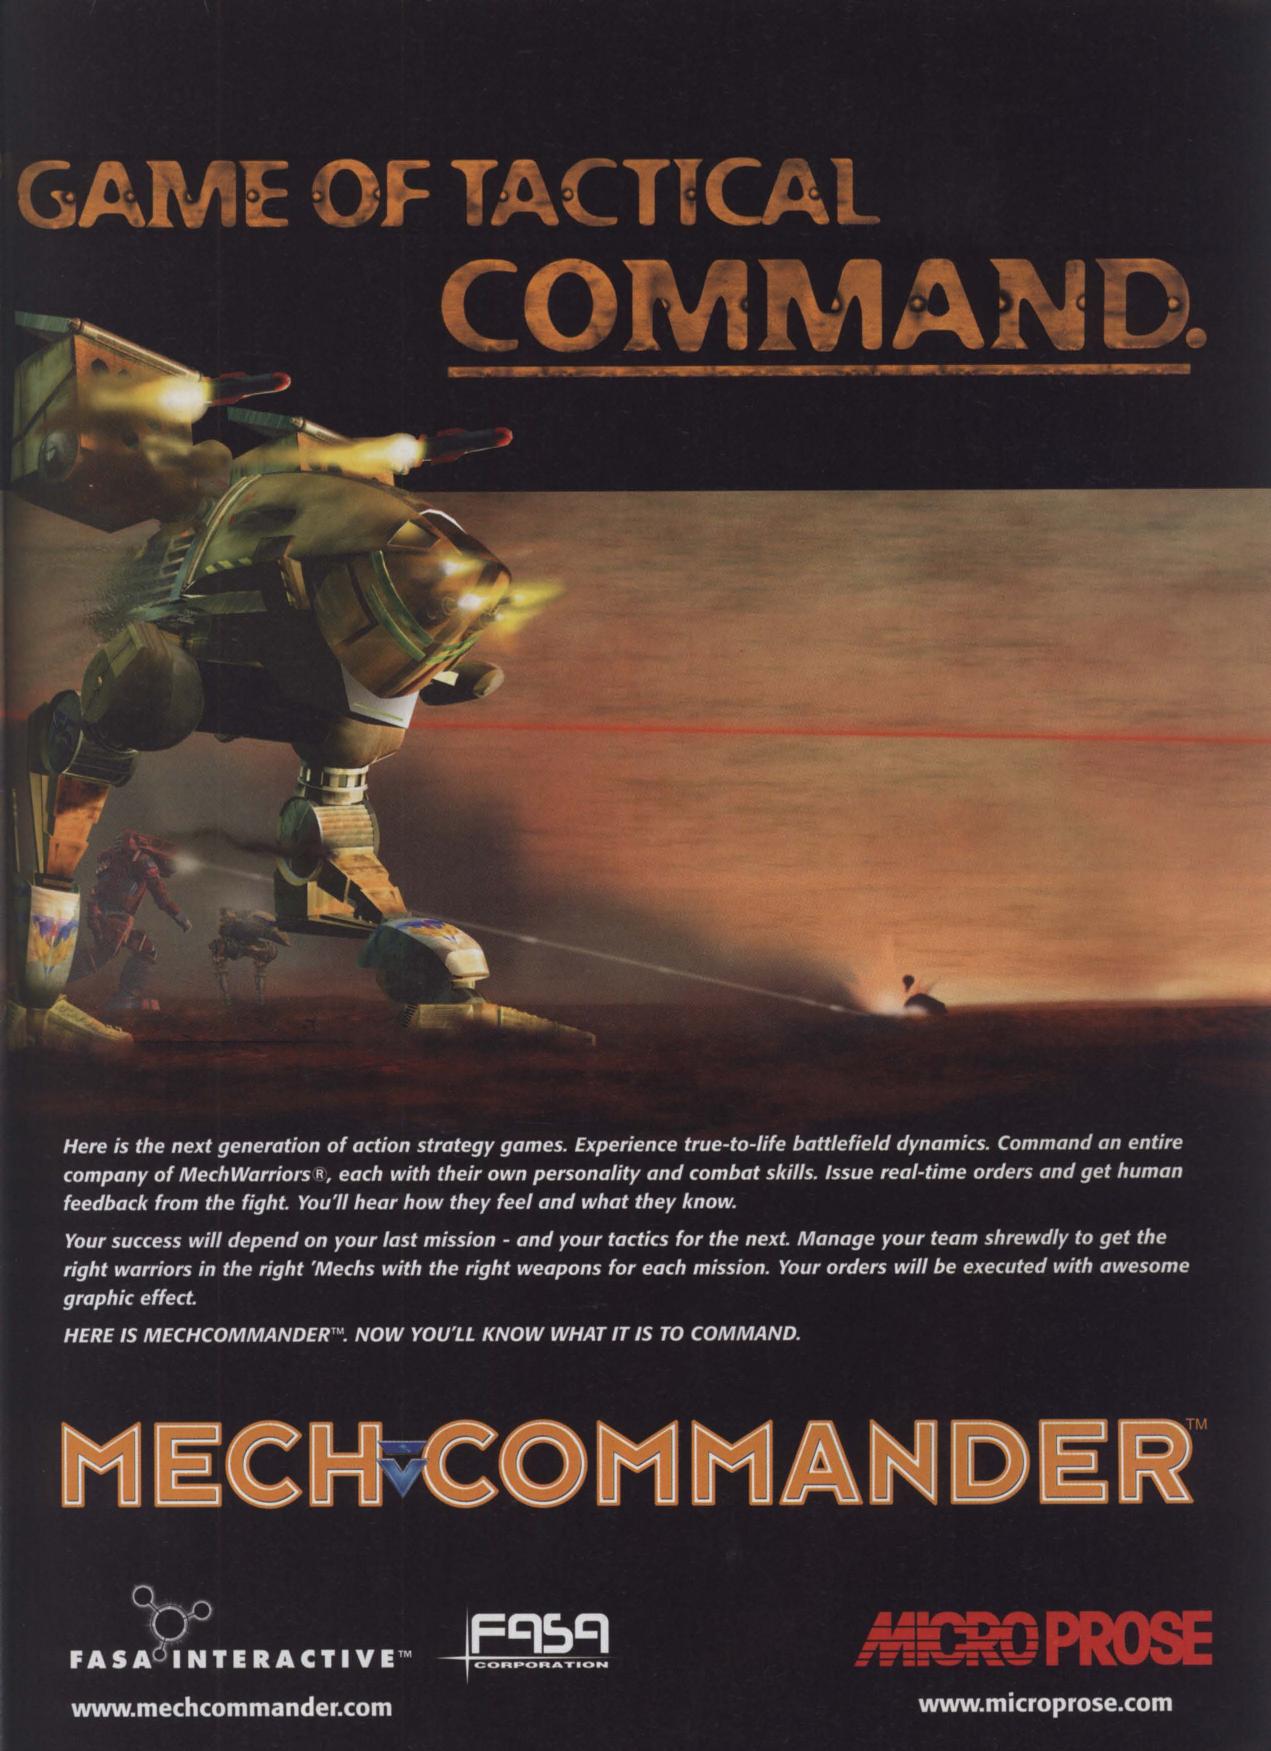 GAME OF TACTICAL
COMMAND.
Here is the next generation of action strategy games. Experience true-to-life battlefield dynamics. Command an entire
company of MechWarriors®, each with their own personality and combat skills. Issue real-time orders and get human
feedback from the fight. You'll hear how they feel and what they know.
Your success will depend on your last mission - and your tactics for the next. Manage your team shrewdly to get the
right warriors in the right 'Mechs with the right weapons for each mission. Your orders will be executed with awesome
graphic effect.
HERE IS MECHCOMMANDER™. NOW YOU'LL KNOW WHAT IT IS TO COMMAND.
MECHCOMMANDER™
FASA INTERACTIVE™
FASA
CORPORATION
MICROPROSE
www.mechcommander.com
www.microprose.com